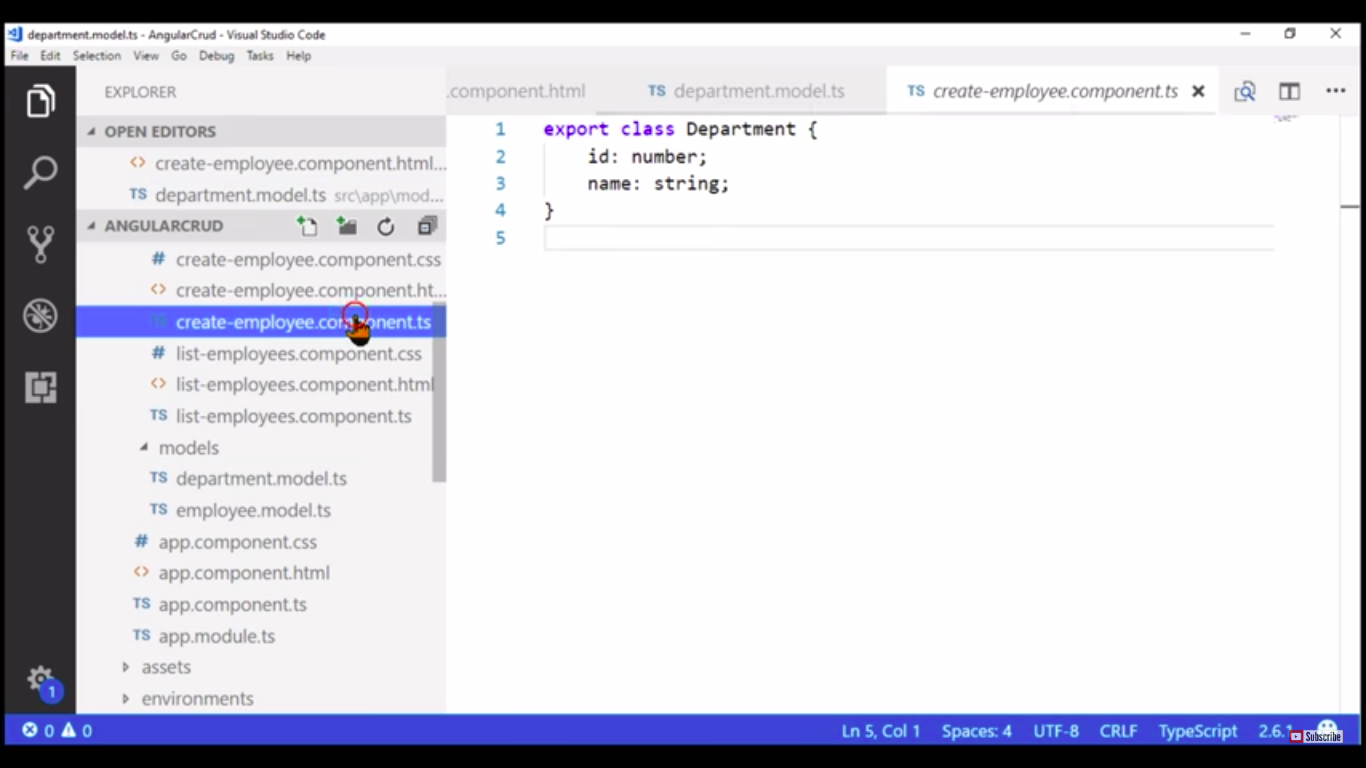 department.model.ts - AngularCrud - Visual Studio Code
File Edit Selection View Go Debug Tasks Help
EXPLORER
.component.html
TS department.model.ts
TS create-employee.component.ts
OPEN EDITORS
<> create-employee.component.html...
TS department.model.ts src\app\mod...
ANGULARCRUD
# create-employee.component.css
<> create-employee.component.ht...
TS create-employee.component.ts
# list-employees.component.css
<> list-employees.component.html
TS list-employees.component.ts
models
TS department.model.ts
TS employee.model.ts
# app.component.css
<> app.component.html
TS app.component.ts
TS app.module.ts
assets
environments
1 export class Department {
2 id: number;
3 name: string;
4 }
5
1
0 0
Ln 5, Col 1 Spaces: 4 UTF-8 CRLF TypeScript 2.6.
Subscribe